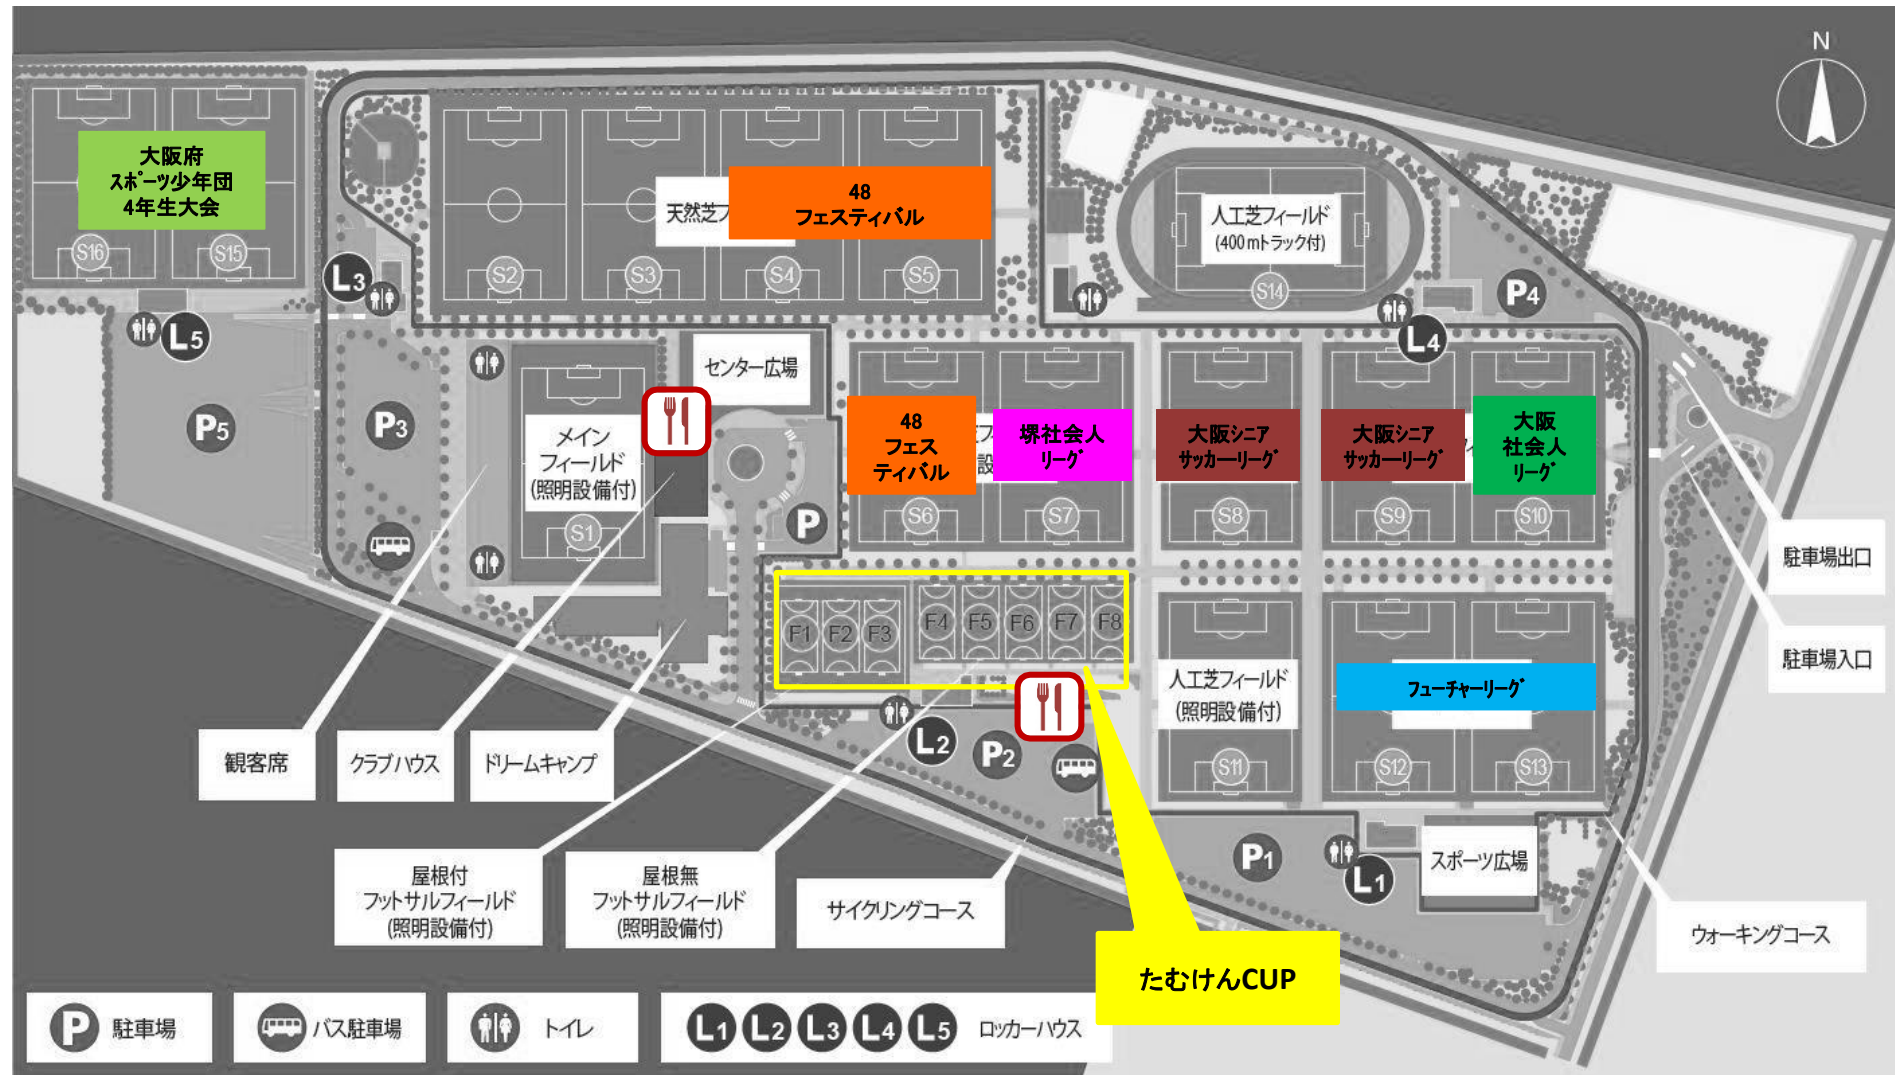 N
大阪府
スポーツ少年団
4年生大会
S16
S15
天然芝フ
48
フェスティバル
S2
S3
S4
S5
人工芝フィールド
(400mトラック付)
S14
L3
L5
P4
L4
P5
P3
センター広場
メイン
フィールド
(照明設備付)
S1
P
48
フェス
ティバル
S6
堺社会人
リーグ
S7
大阪シニア
サッカーリーグ
S8
大阪シニア
サッカーリーグ
S9
大阪
社会人
リーグ
S10
駐車場出口
駐車場入口
F1
F2
F3
F4
F5
F6
F7
F8
人工芝フィールド
(照明設備付)
S11
フューチャーリーグ
S12
S13
L2
P2
P1
L1
スポーツ広場
観客席
クラブハウス
ドリームキャンプ
屋根付
フットサルフィールド
(照明設備付)
屋根無
フットサルフィールド
(照明設備付)
サイクリングコース
ウォーキングコース
たむけんCUP
P 駐車場
バス駐車場
トイレ
L1 L2 L3 L4 L5 ロッカーハウス